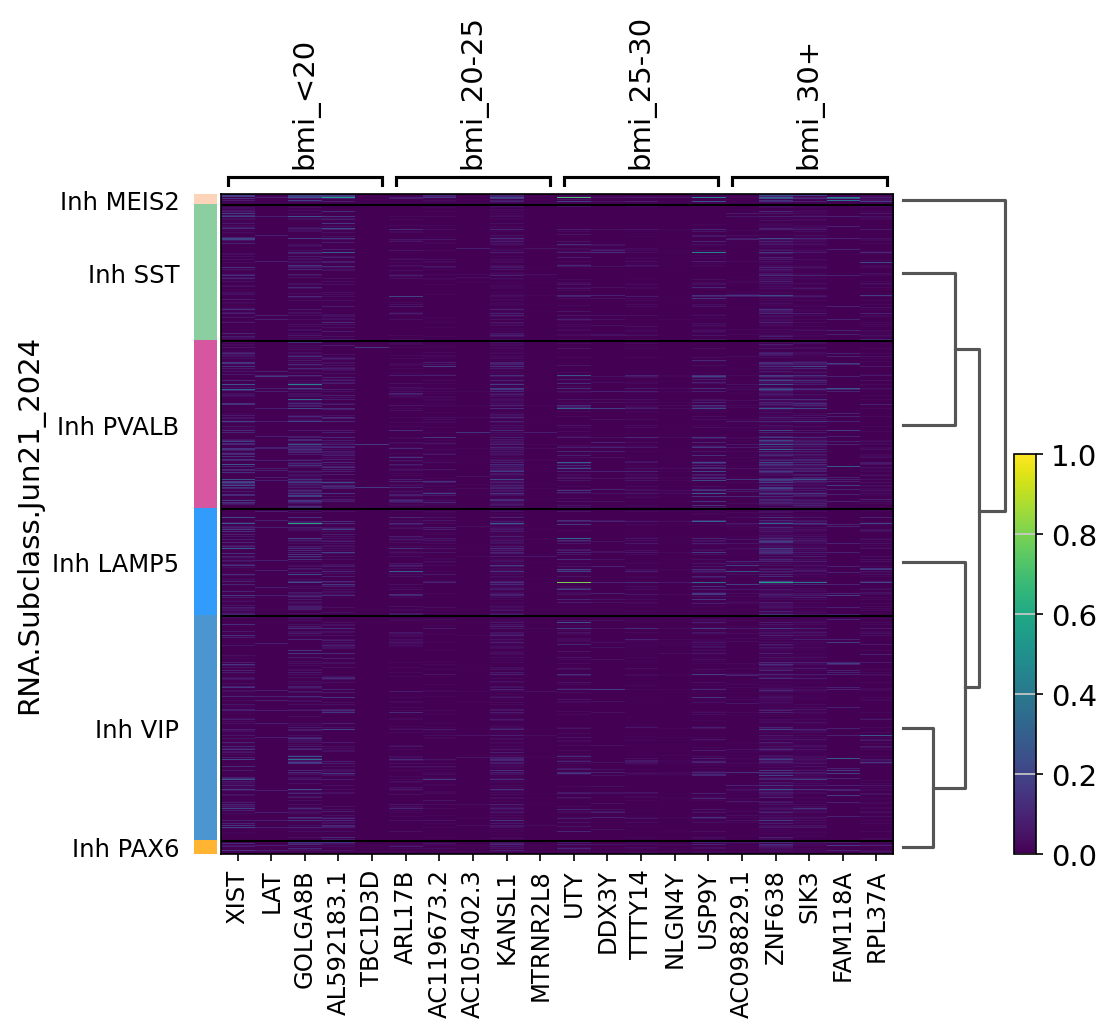 bmi_<20
bmi_20-25
bmi_25-30
bmi_30+
RNA.Subclass.Jun21_2024
Inh MEIS2
Inh SST
Inh PVALB
Inh LAMP5
Inh VIP
Inh PAX6
1.0
0.8
0.6
0.4
0.2
0.0
XIST
LAT
GOLGA8B
AL592183.1
TBC1D3D
ARL17B
AC119673.2
AC105402.3
KANSL1
MTRNR2L8
UTY
DDX3Y
TTTY14
NLGN4Y
USP9Y
AC098829.1
ZNF638
SIK3
FAM118A
RPL37A